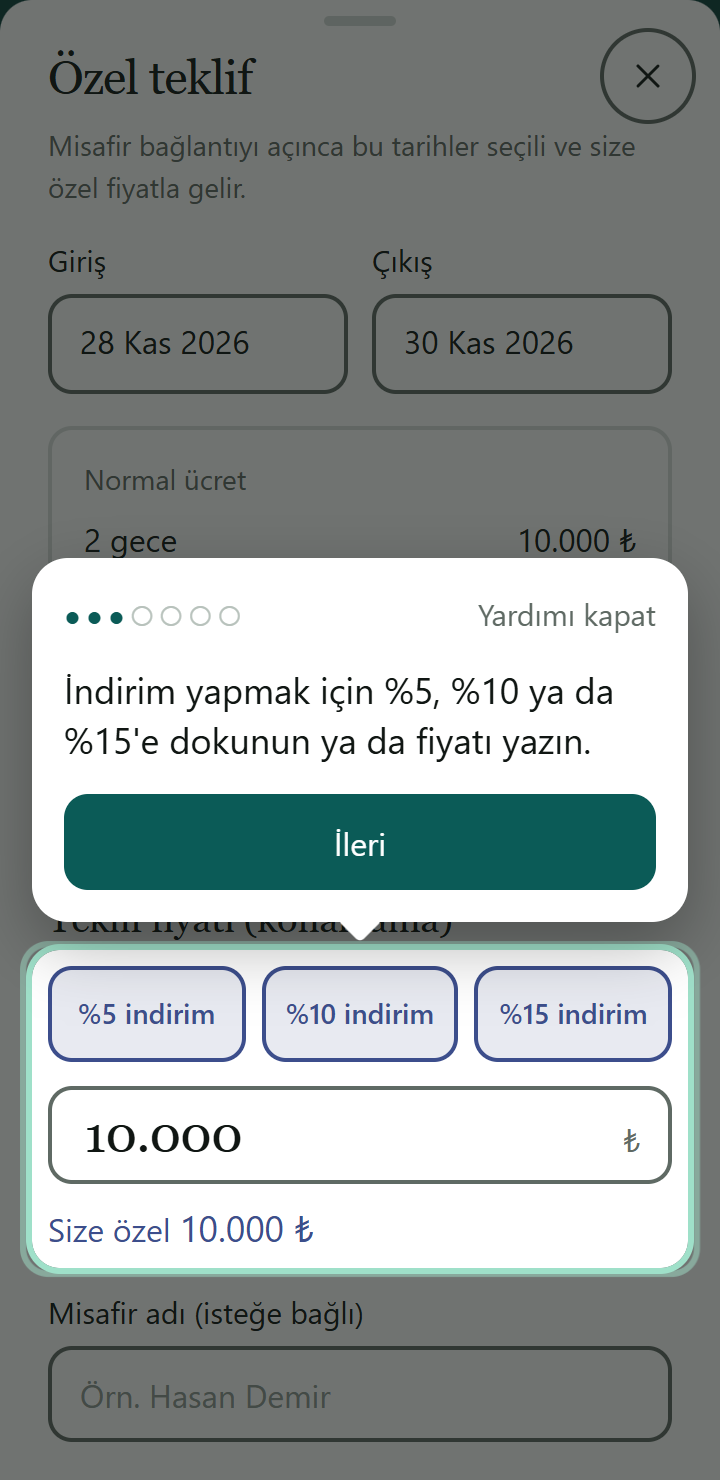 Özel teklif
Misafir bağlantıyı açınca bu tarihler seçili ve size
özel fiyatla gelir.
Giriş
Çıkış
28 Kas 2026
30 Kas 2026
Normal ücret
2 gece
10.000 ₺
Yardımı kapat
İndirim yapmak için %5, %10 ya da
%15'e dokunun ya da fiyatı yazın.
İleri
%5 indirim
%10 indirim
%15 indirim
10.000
₺
Size özel 10.000 ₺
Misafir adı (isteğe bağlı)
Örn. Hasan Demir